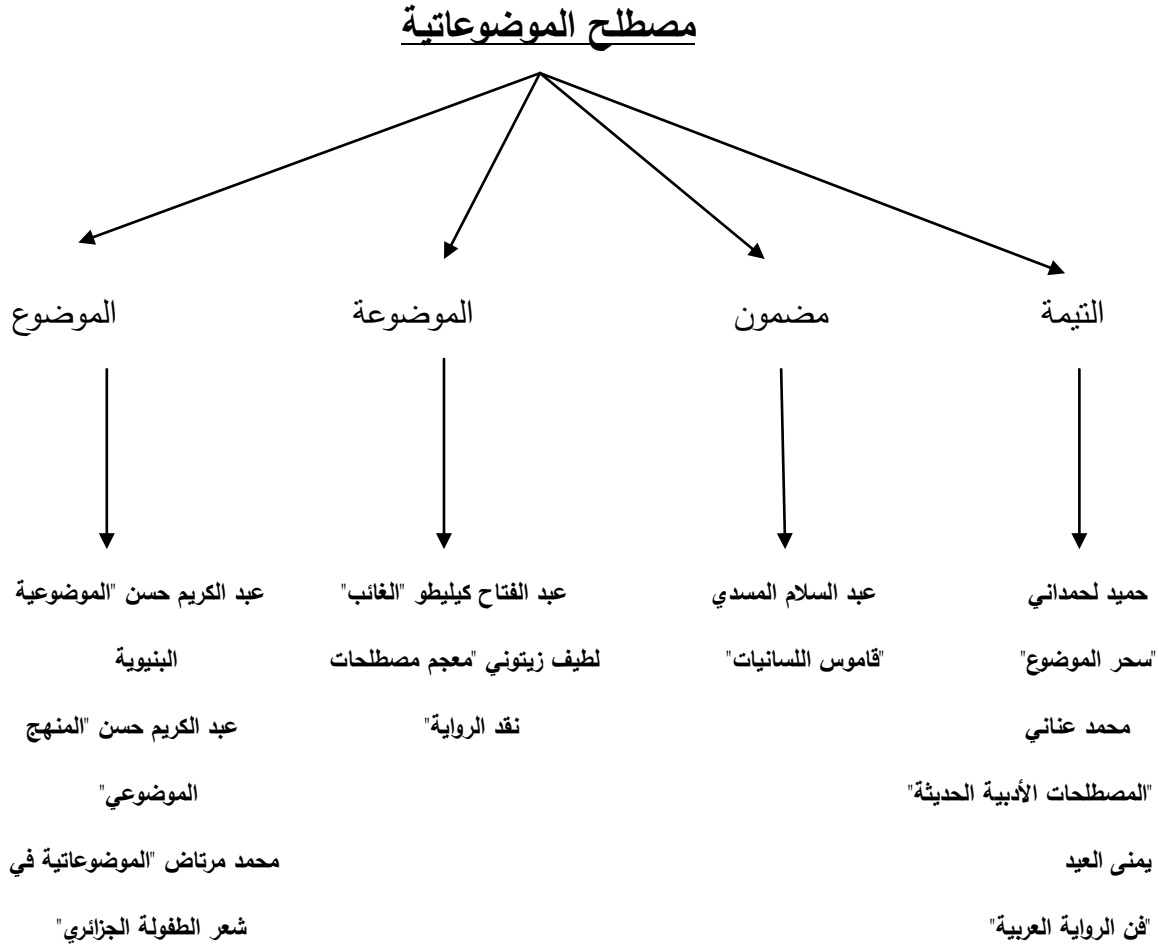 مصطلح الموضوعاتية
التيمة
مضمون
الموضوعة
الموضوع
حميد لحمداني
"سحر الموضوع"
محمد عناني
"المصطلحات الأدبية الحديثة"
يمنى العيد
"فن الرواية العربية"
عبد السلام المسدي
"قاموس اللسانيات"
عبد الفتاح كيليطو "الغائب"
لطيف زيتوني "معجم مصطلحات
نقد الرواية"
عبد الكريم حسن "الموضوعية
البنيوية
عبد الكريم حسن "المنهج
الموضوعي"
محمد مرتاض "الموضوعاتية في
شعر الطفولة الجزائري"